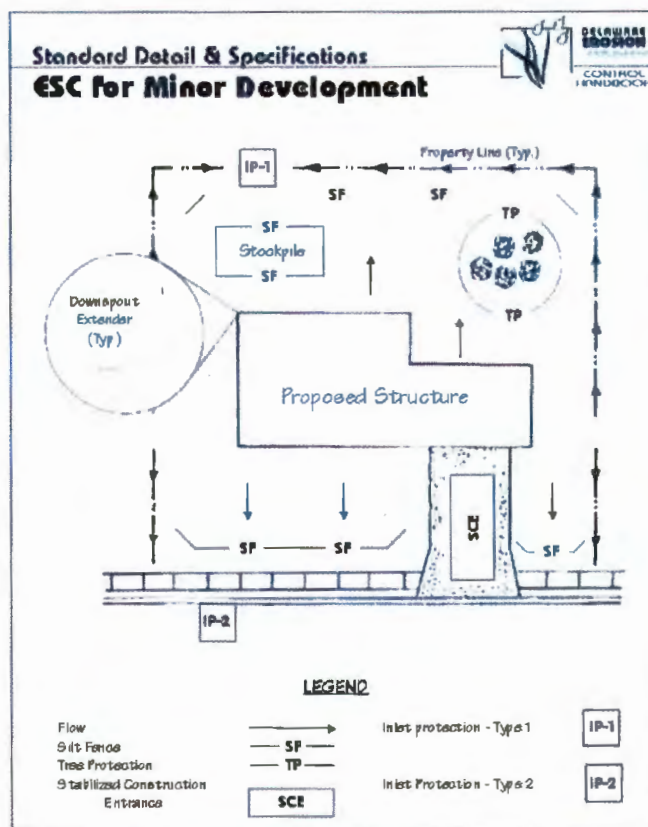 Standard Detail & Specifications
ESC for Minor Development
DELAWARE
EROSION
CONTROL
HANDBOOK
IP-1
Property Line (Typ.)
SF
SF
TP
SF
Stockpile
SF
TP
Downspout
Extender
(Typ)
Proposed Structure
SCE
SF
SF
SF
IP-2
LEGEND
Flow
Silt Fence
SF
Tree Protection
TP
Stabilized Construction
Entrance
SCE
Inlet protection - Type 1
IP-1
Inlet Protection - Type 2
IP-2